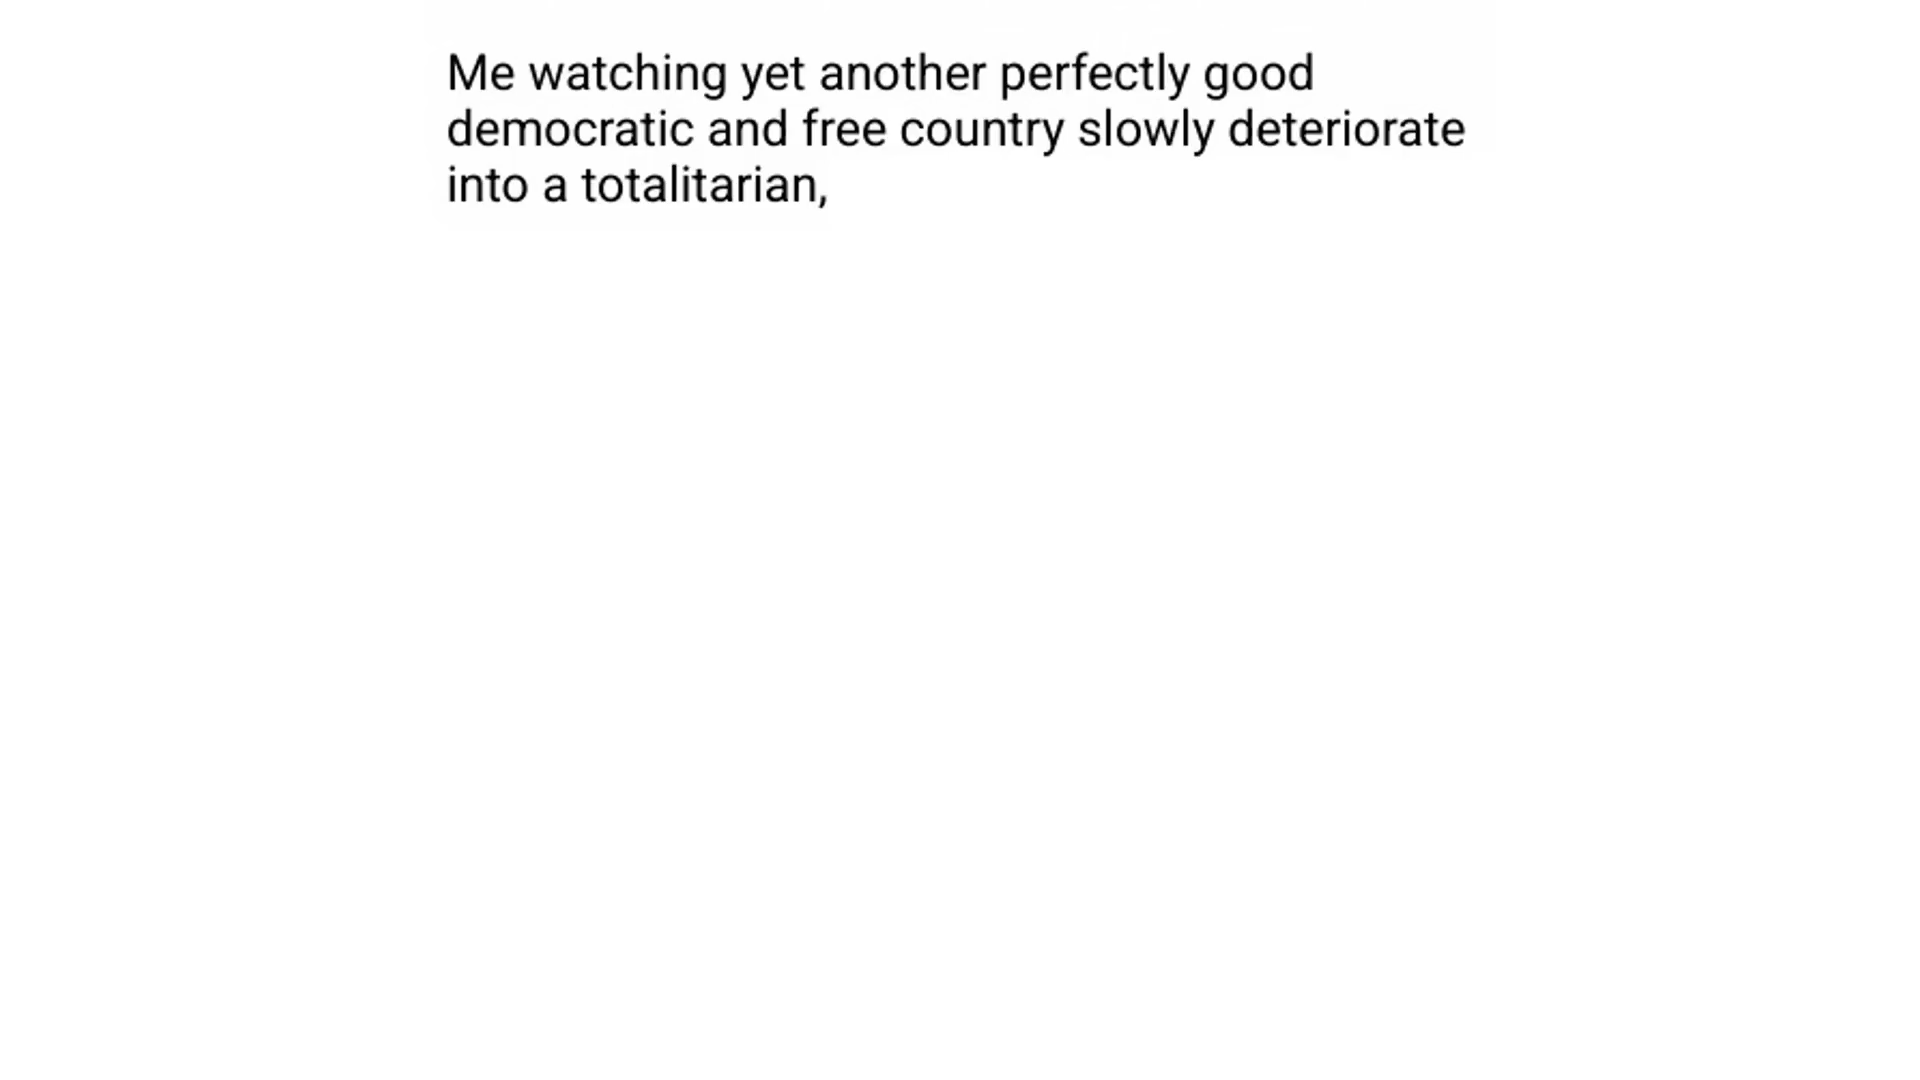 Me watching yet another perfectly good
democratic and free country slowly deteriorate
into a totalitarian,